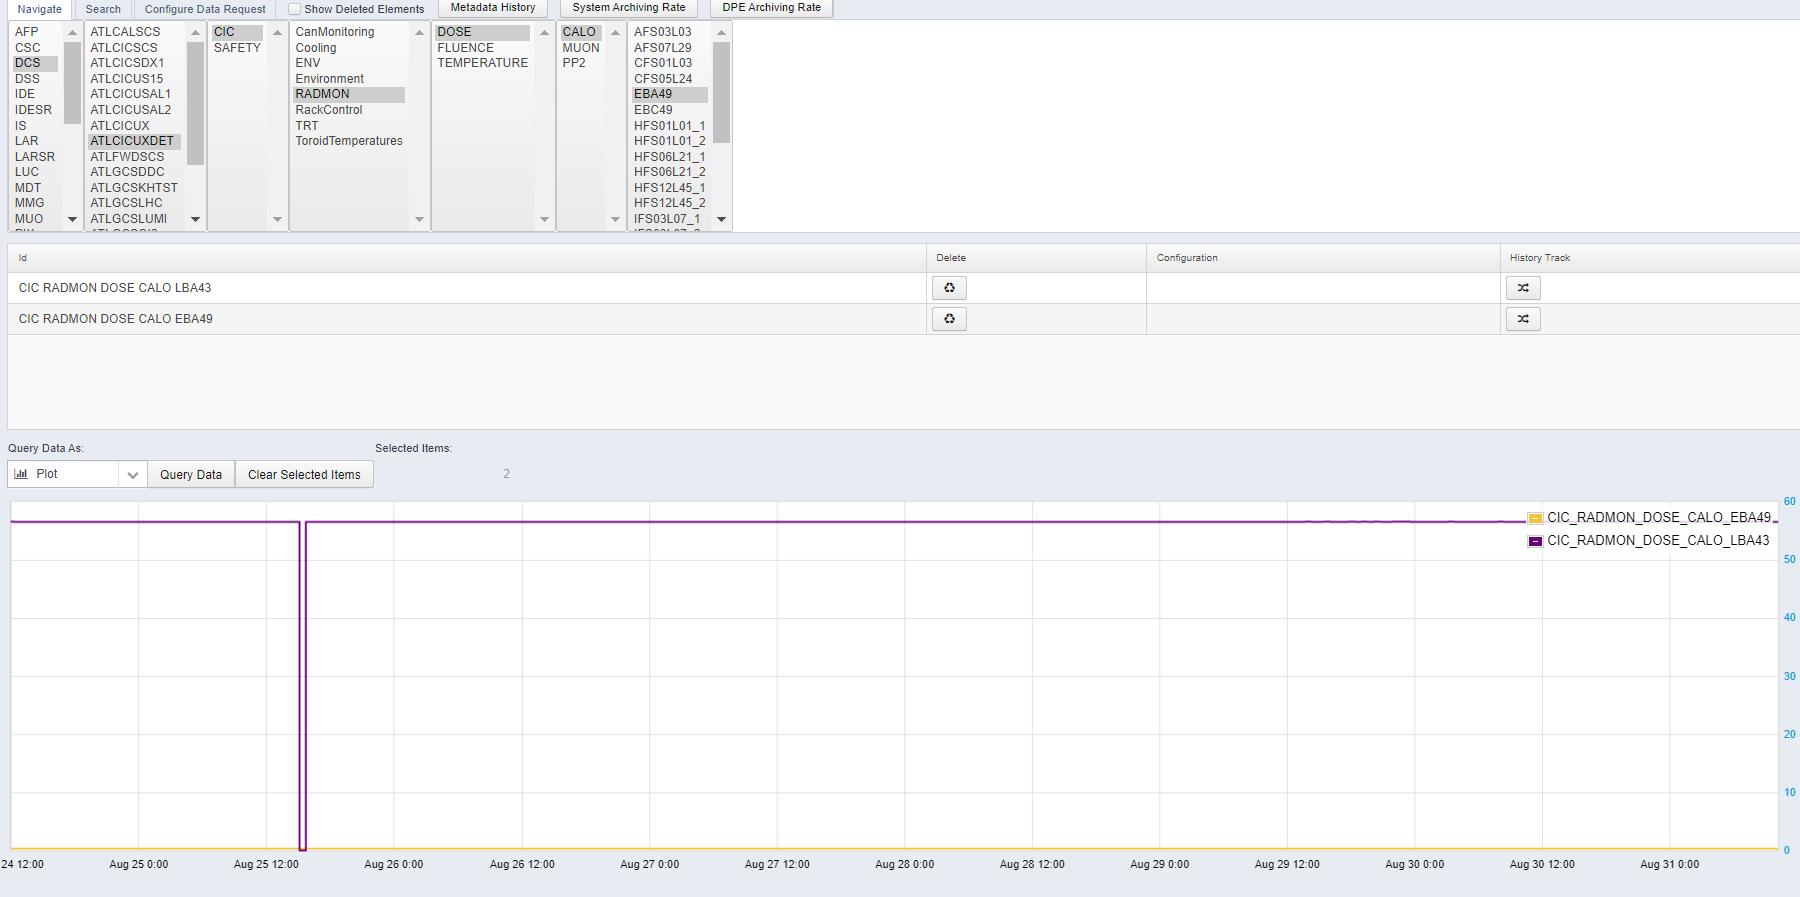 Navigate Search Configure Data Request Show Deleted Elements Metadata History System Archiving Rate DPE Archiving Rate
AFP
CSC
DCS
DSS
IDE
IDESR
IS
LAR
LARSR
LUC
MDT
MMG
MUO
ATLCALSCS
ATLCICSCS
ATLCICSDX1
ATLCICUS15
ATLCICUSAL1
ATLCICUSAL2
ATLCICUX
ATLCICUXDET
ATLFWDSCS
ATLGCSDDC
ATLGCSKHTST
ATLGCSLHC
ATLGCSLUMI
CIC
SAFETY
CanMonitoring
Cooling
ENV
Environment
RADMON
RackControl
TRT
ToroidTemperatures
DOSE
FLUENCE
TEMPERATURE
CALO
MUON
PP2
AFS03L03
AFS07L29
CFS01L03
CFS05L24
EBA49
EBC49
HFS01L01_1
HFS01L01_2
HFS06L21_1
HFS06L21_2
HFS12L45_1
HFS12L45_2
IFS03L07_1
Id Delete Configuration History Track
CIC RADMON DOSE CALO LBA43
CIC RADMON DOSE CALO EBA49
Query Data As: Selected Items:
Plot Query Data Clear Selected Items 2
60
CIC_RADMON_DOSE_CALO_EBA49
CIC_RADMON_DOSE_CALO_LBA43
50
40
30
20
10
0
24 12:00 Aug 25 0:00 Aug 25 12:00 Aug 26 0:00 Aug 26 12:00 Aug 27 0:00 Aug 27 12:00 Aug 28 0:00 Aug 28 12:00 Aug 29 0:00 Aug 29 12:00 Aug 30 0:00 Aug 30 12:00 Aug 31 0:00